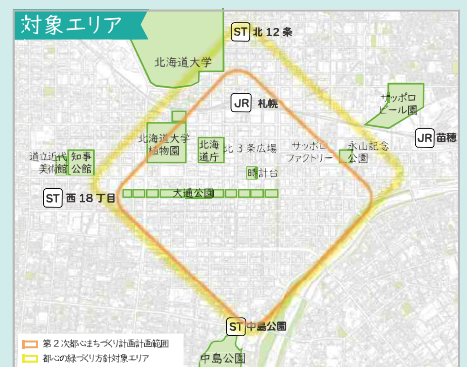 対象エリア
ST 北12条
北海道大学
JR 札幌
サッポロ
ビール園
JR 苗穂
北海道大学
植物園
北海
道庁
北3条広場
サッポロ
ファクトリー
永山記念
公園
道立近代
美術館
知事
公館
時計台
大通公園
ST 西18丁目
ST 中島公園
中島公園
第2次都心まちづくり計画計画範囲
都心の緑づくり方針対象エリア